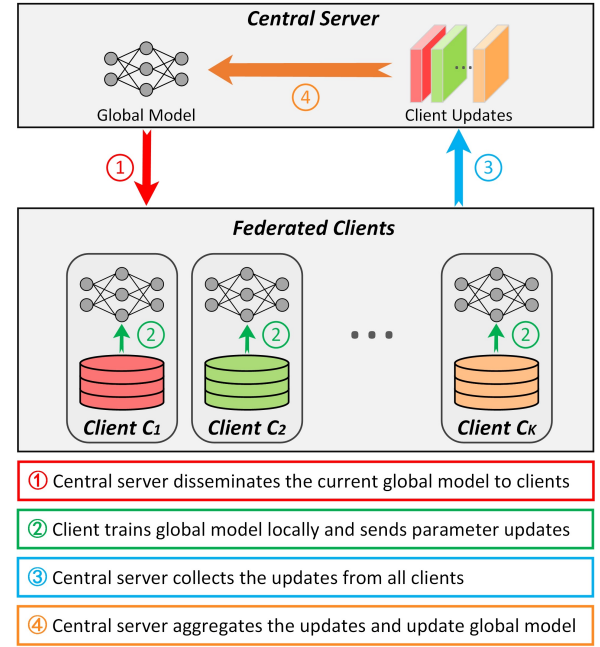 Central Server
Global Model
Client Updates
④
①
③
Federated Clients
②
②
②
Client C₁
Client C₂
Client Cₖ
① Central server disseminates the current global model to clients
② Client trains global model locally and sends parameter updates
③ Central server collects the updates from all clients
④ Central server aggregates the updates and update global model